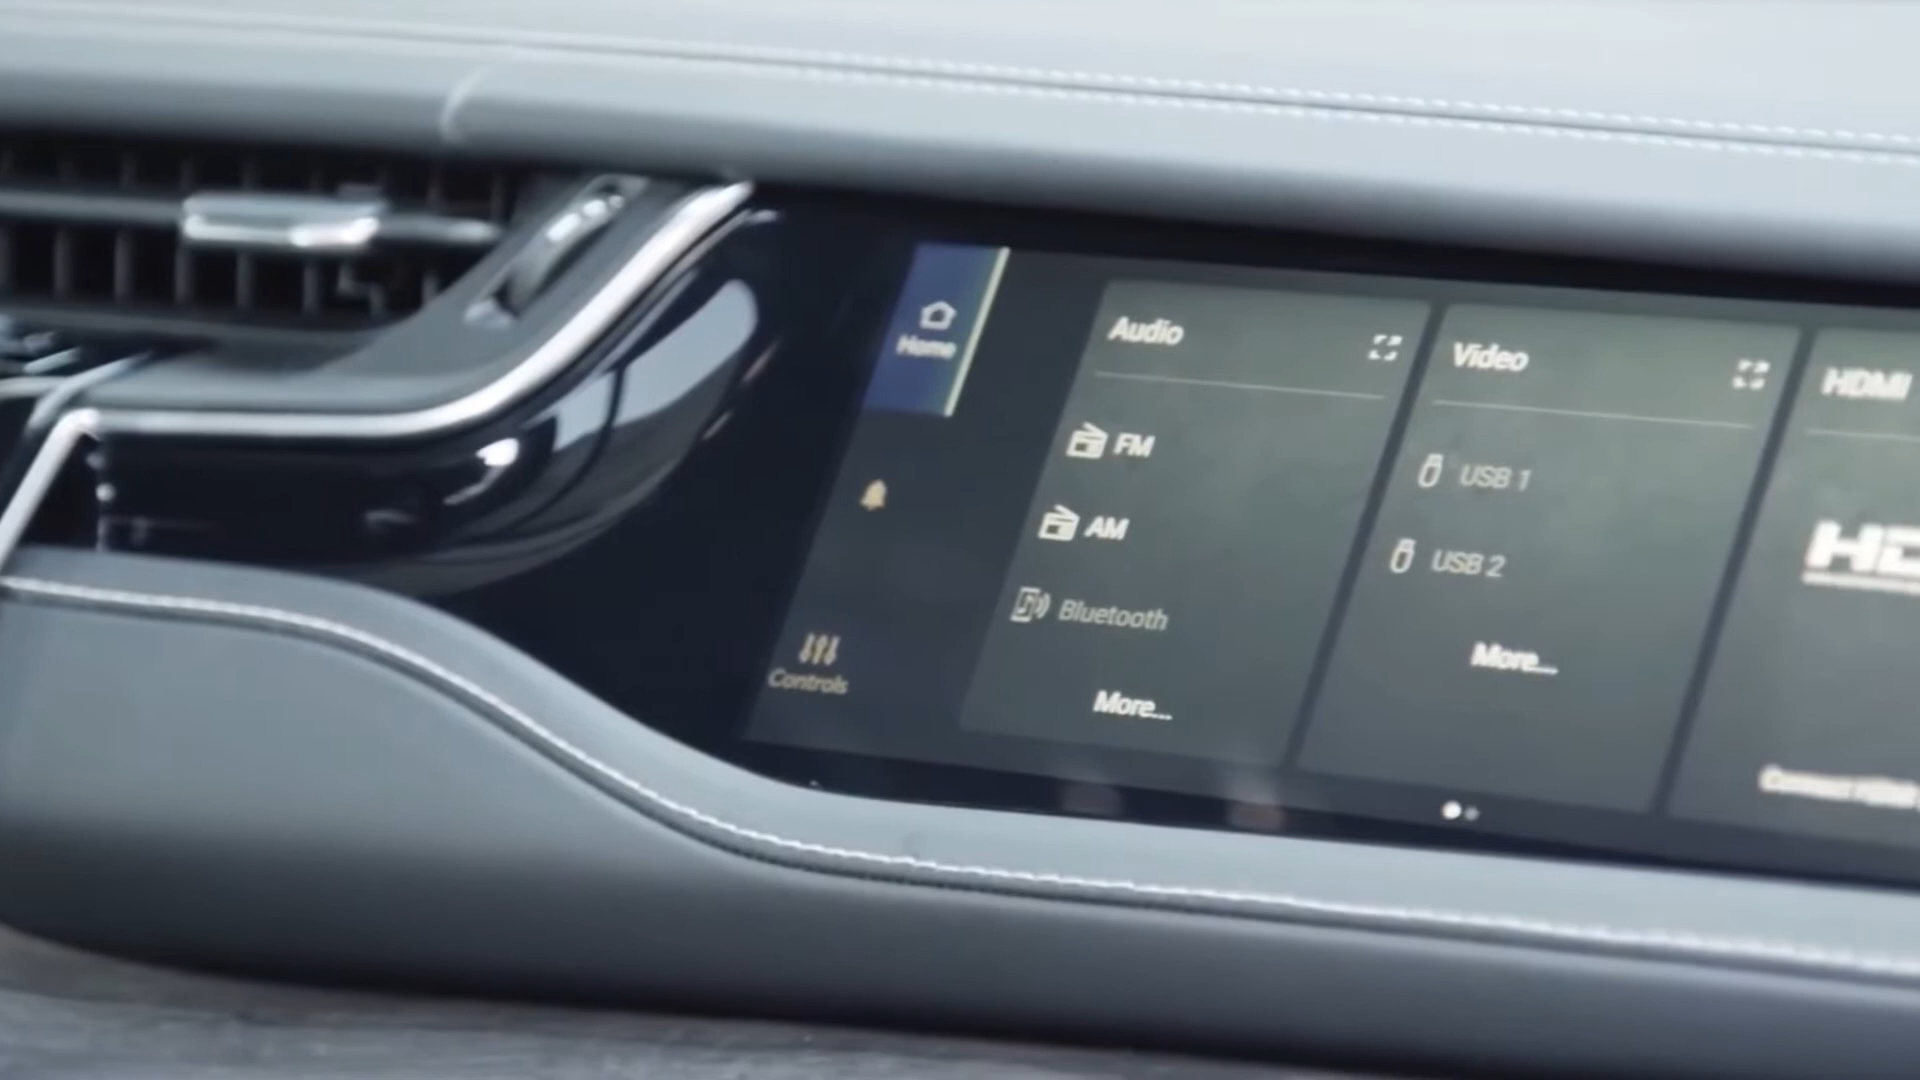 Home
Controls
Audio
FM
AM
Bluetooth
More...
Video
USB 1
USB 2
More...
HDMI